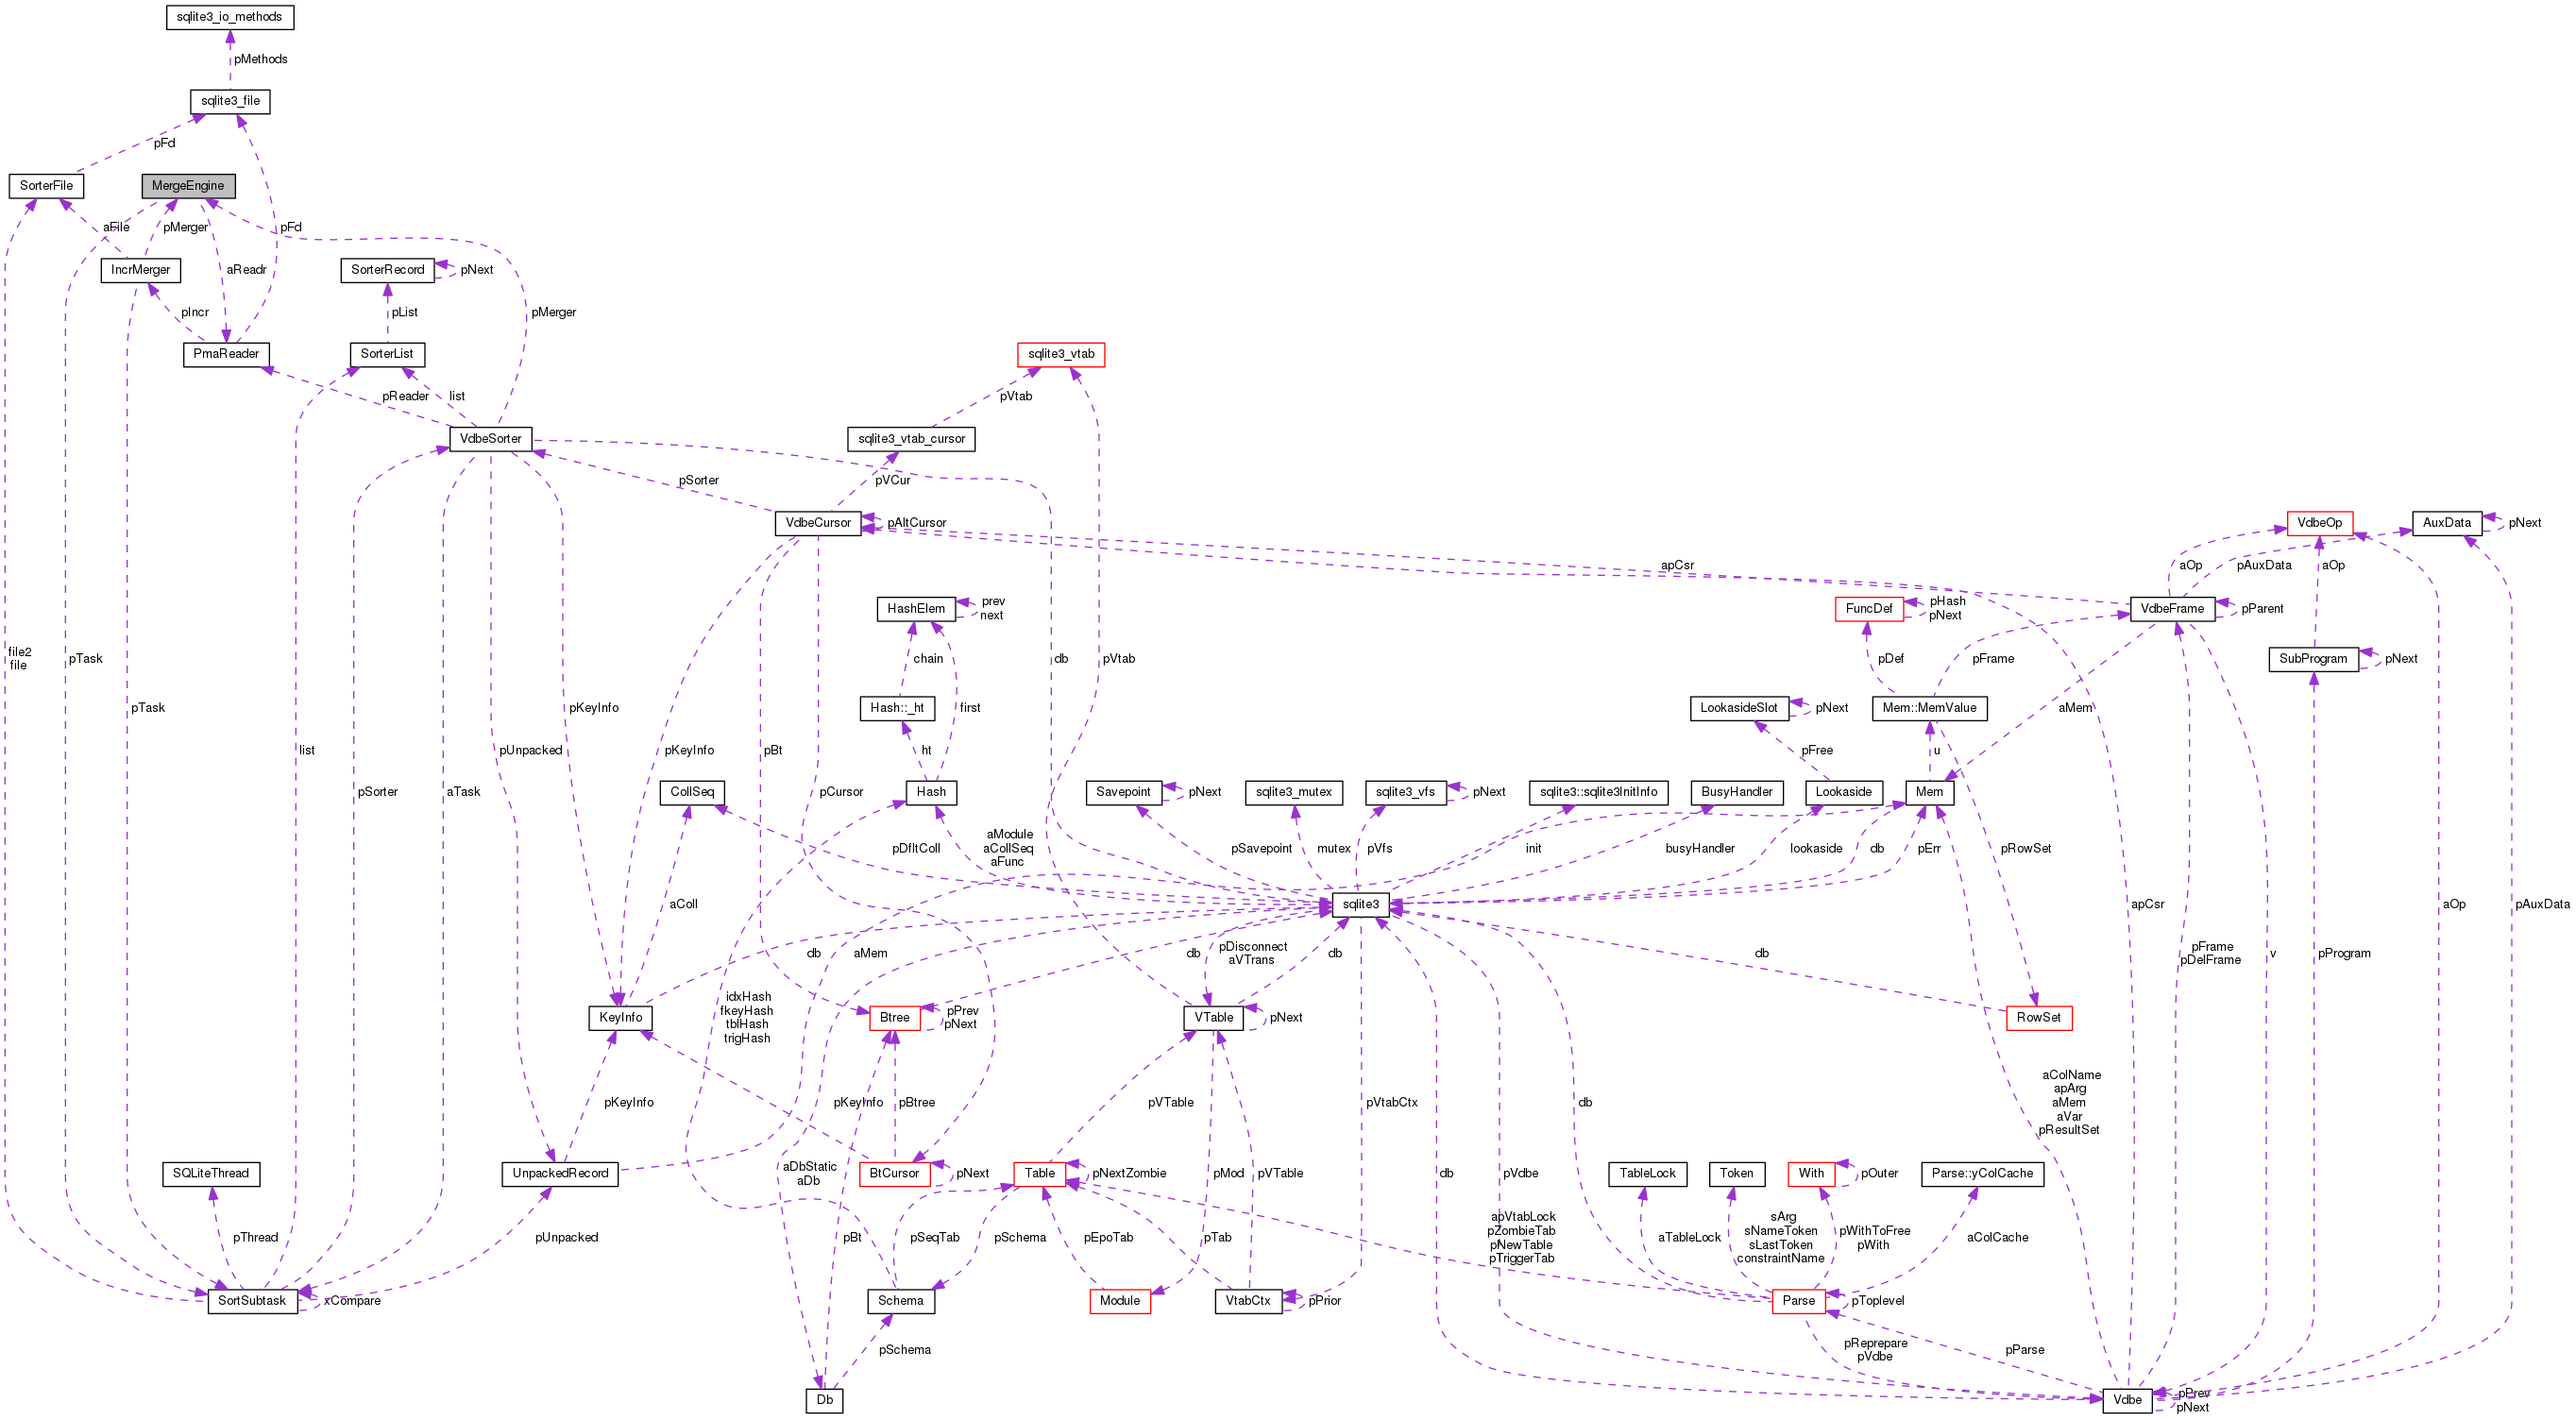 sqlite3_io_methods
pMethods
sqlite3_file
pFd
SorterFile
MergeEngine
aFile
pMerger
pFd
IncrMerger
aReadr
SorterRecord
pNext
pIncr
pList
pMerger
PmaReader
SorterList
sqlite3_vtab
pReader
list
pVtab
VdbeSorter
sqlite3_vtab_cursor
pSorter
pVCur
VdbeCursor
pAltCursor
VdbeOp
AuxData
pNext
apCsr
aOp
pAuxData
aOp
HashElem
prev
next
FuncDef
pHash
pNext
VdbeFrame
pParent
file2
file
pTask
chain
db
pVtab
pDef
pFrame
SubProgram
pNext
pTask
pKeyInfo
Hash::_ht
first
LookasideSlot
pNext
Mem::MemValue
aMem
list
pUnpacked
pKeyInfo
pBt
ht
pFree
u
pSorter
aTask
CollSeq
pCursor
Hash
Savepoint
pNext
sqlite3_mutex
sqlite3_vfs
pNext
sqlite3::sqlite3InitInfo
BusyHandler
Lookaside
Mem
pDfltColl
aModule
aCollSeq
aFunc
pSavepoint
mutex
pVfs
init
busyHandler
lookaside
db
pErr
pRowSet
aColl
sqlite3
apCsr
aOp
pAuxData
db
aMem
db
pDisconnect
aVTrans
db
db
pFrame
pDelFrame
v
pProgram
idxHash
fkeyHash
tblHash
trigHash
KeyInfo
Btree
pPrev
pNext
VTable
pNext
RowSet
pKeyInfo
pKeyInfo
pBtree
pVTable
pVtabCtx
db
aColName
apArg
aMem
aVar
pResultSet
SQLiteThread
UnpackedRecord
aDbStatic
aDb
BtCursor
pNext
Table
pNextZombie
pMod
pVTable
db
pVdbe
TableLock
Token
With
pOuter
Parse::yColCache
pThread
pUnpacked
pBt
pSeqTab
pSchema
pEpoTab
pTab
apVtabLock
pZombieTab
pNewTable
pTriggerTab
aTableLock
sArg
sNameToken
sLastToken
constraintName
pWithToFree
pWith
aColCache
SortSubtask
xCompare
Schema
Module
VtabCtx
pPrior
Parse
pToplevel
pSchema
pReprepare
pVdbe
pParse
Db
Vdbe
pPrev
pNext